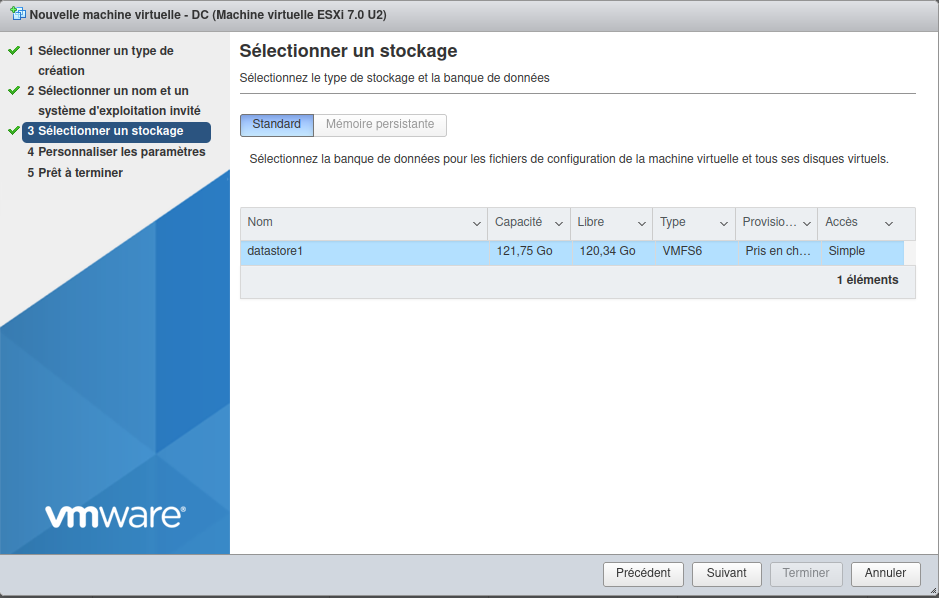 Nouvelle machine virtuelle - DC (Machine virtuelle ESXi 7.0 U2)
1 Sélectionner un type de
création
2 Sélectionner un nom et un
système d'exploitation invité
3 Sélectionner un stockage
4 Personnaliser les paramètres
5 Prêt à terminer
vmware®
Sélectionner un stockage
Sélectionnez le type de stockage et la banque de données
Standard Mémoire persistante
Sélectionnez la banque de données pour les fichiers de configuration de la machine virtuelle et tous ses disques virtuels.
Nom Capacité Libre Type Provisio... Accès
datastore1 121,75 Go 120,34 Go VMFS6 Pris en ch... Simple
1 éléments
Précédent Suivant Terminer Annuler